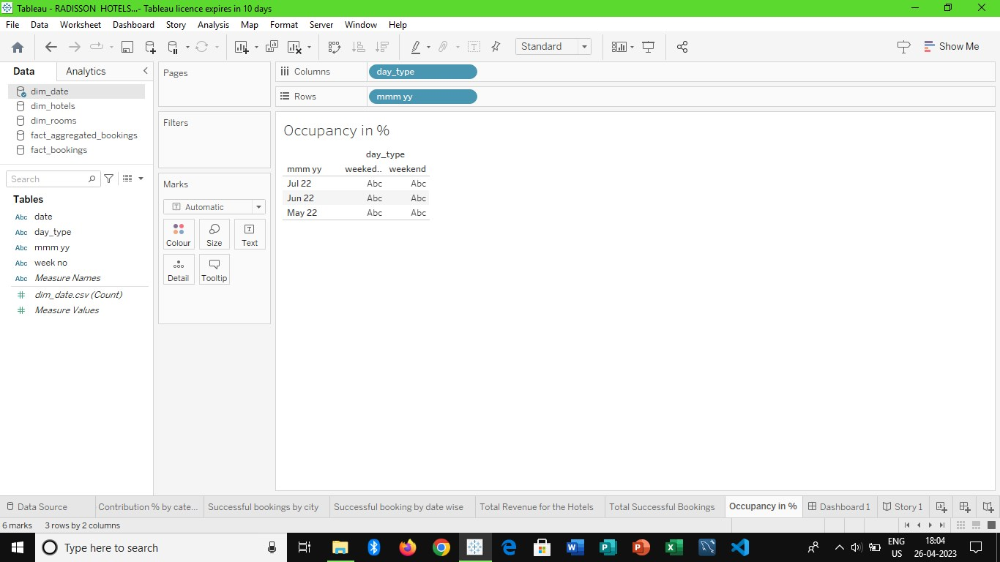 Tableau - RADISSON  HOTELS...- Tableau licence expires in 10 days
File Data Worksheet Dashboard Story Analysis Map Format Server Window Help
Standard Show Me
Data Analytics
dim_date
dim_hotels
dim_rooms
fact_aggregated_bookings
fact_bookings
Search
Tables
Abc date
Abc day_type
Abc mmm yy
Abc week no
Abc Measure Names
# dim_date.csv (Count)
# Measure Values
Pages
Filters
Marks
T Automatic
Colour Size T Text
Detail Tooltip
Columns day_type
Rows mmm yy
Occupancy in %
day_type
mmm yy weeked.. weekend
Jul 22 Abc Abc
Jun 22 Abc Abc
May 22 Abc Abc
Data Source Contribution % by cate... Successful bookings by city Successful booking by date wise Total Revenue for the Hotels Total Successful Bookings Occupancy in % Dashboard 1 Story 1
6 marks 3 rows by 2 columns
Type here to search
ENG
US
18:04
26-04-2023